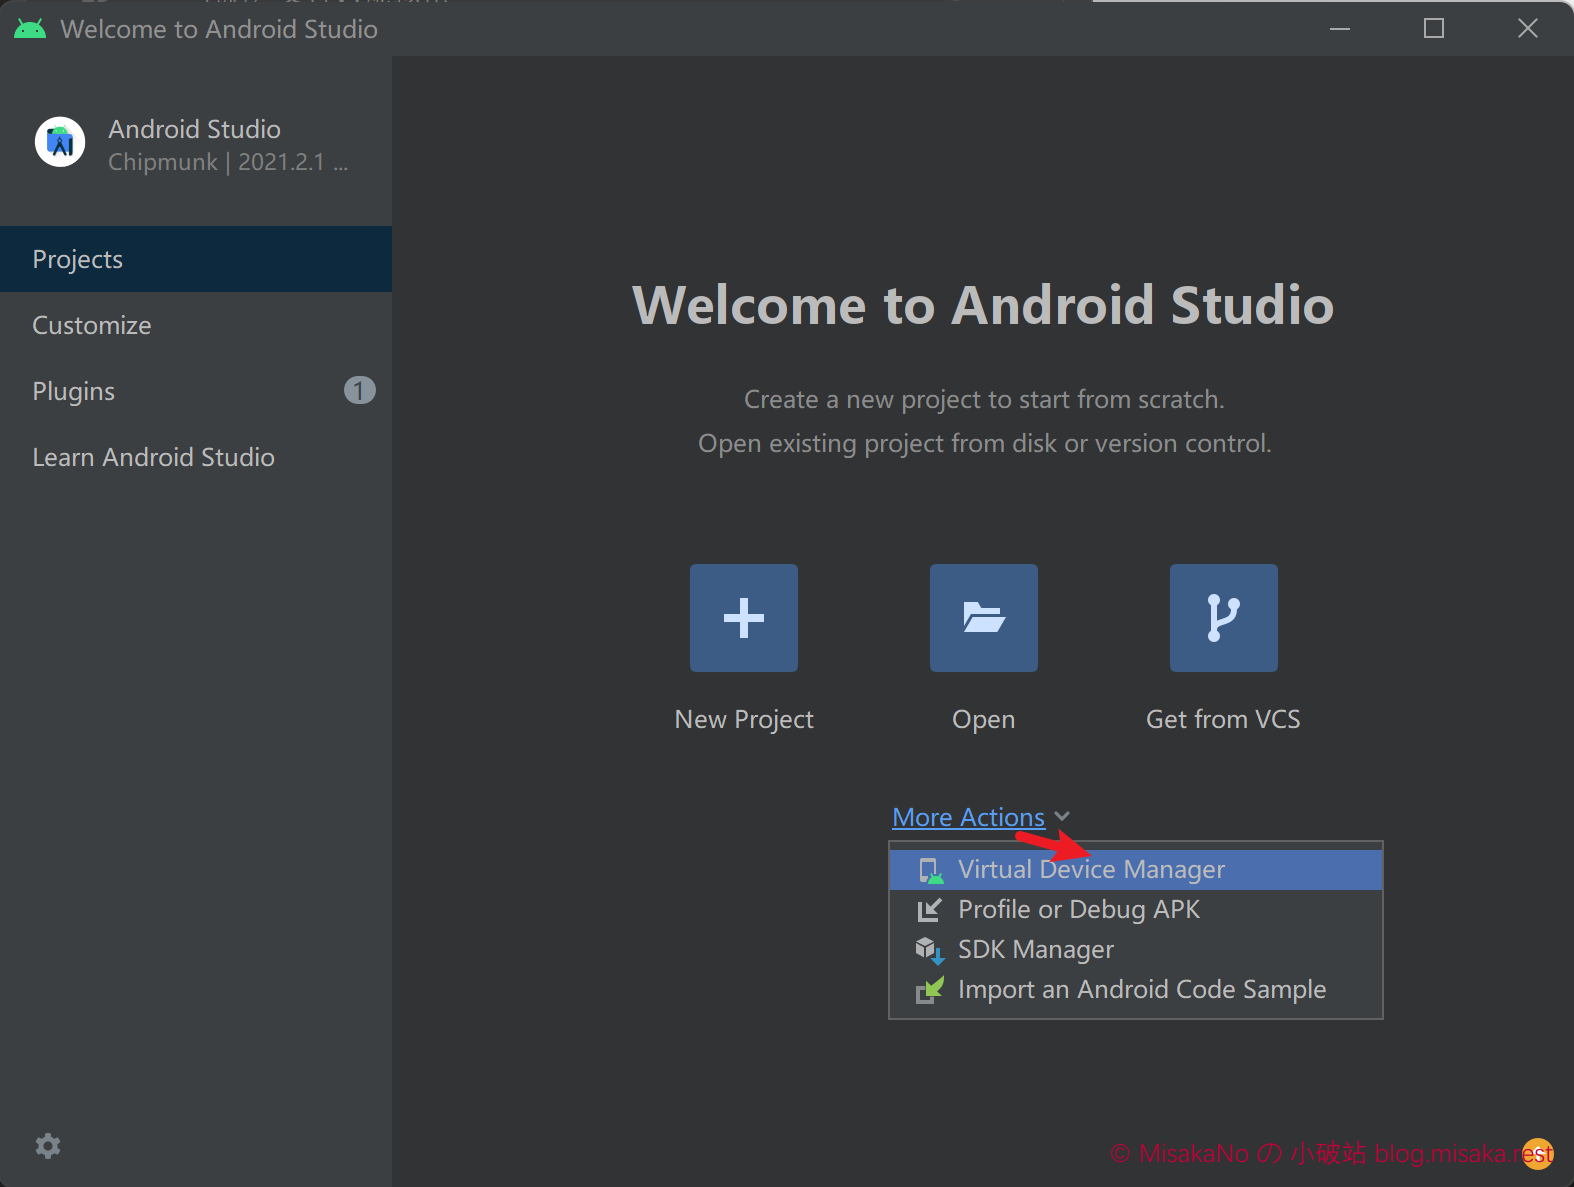 Welcome to Android Studio
Android Studio
Chipmunk | 2021.2.1 ...
Projects
Customize
Plugins
1
Learn Android Studio
Welcome to Android Studio
Create a new project to start from scratch.
Open existing project from disk or version control.
New Project
Open
Get from VCS
More Actions
Virtual Device Manager
Profile or Debug APK
SDK Manager
Import an Android Code Sample
© MisakaNo の 小破站 blog.misaka.rest